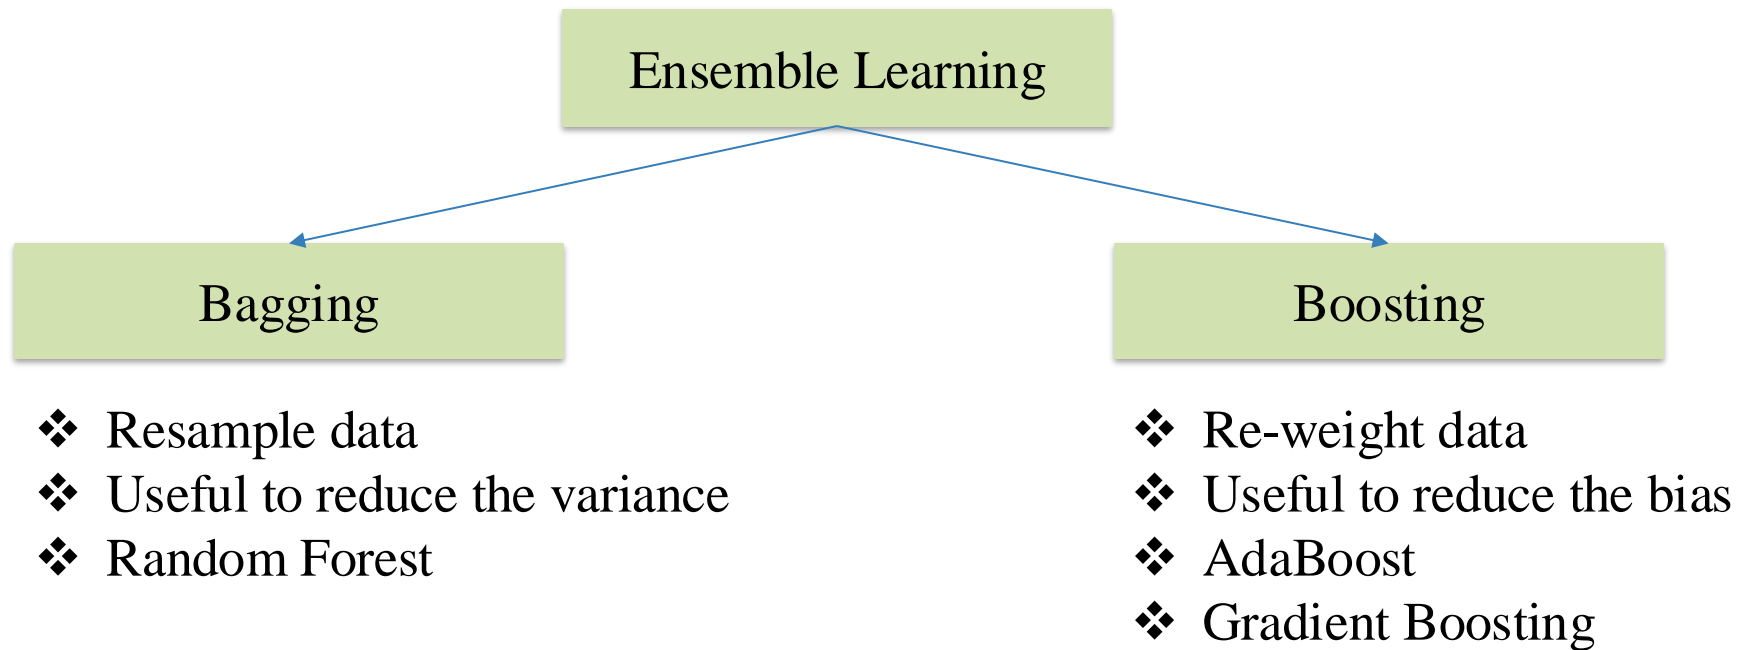 Ensemble Learning
Bagging
Boosting
❖ Resample data
❖ Useful to reduce the variance
❖ Random Forest
❖ Re-weight data
❖ Useful to reduce the bias
❖ AdaBoost
❖ Gradient Boosting